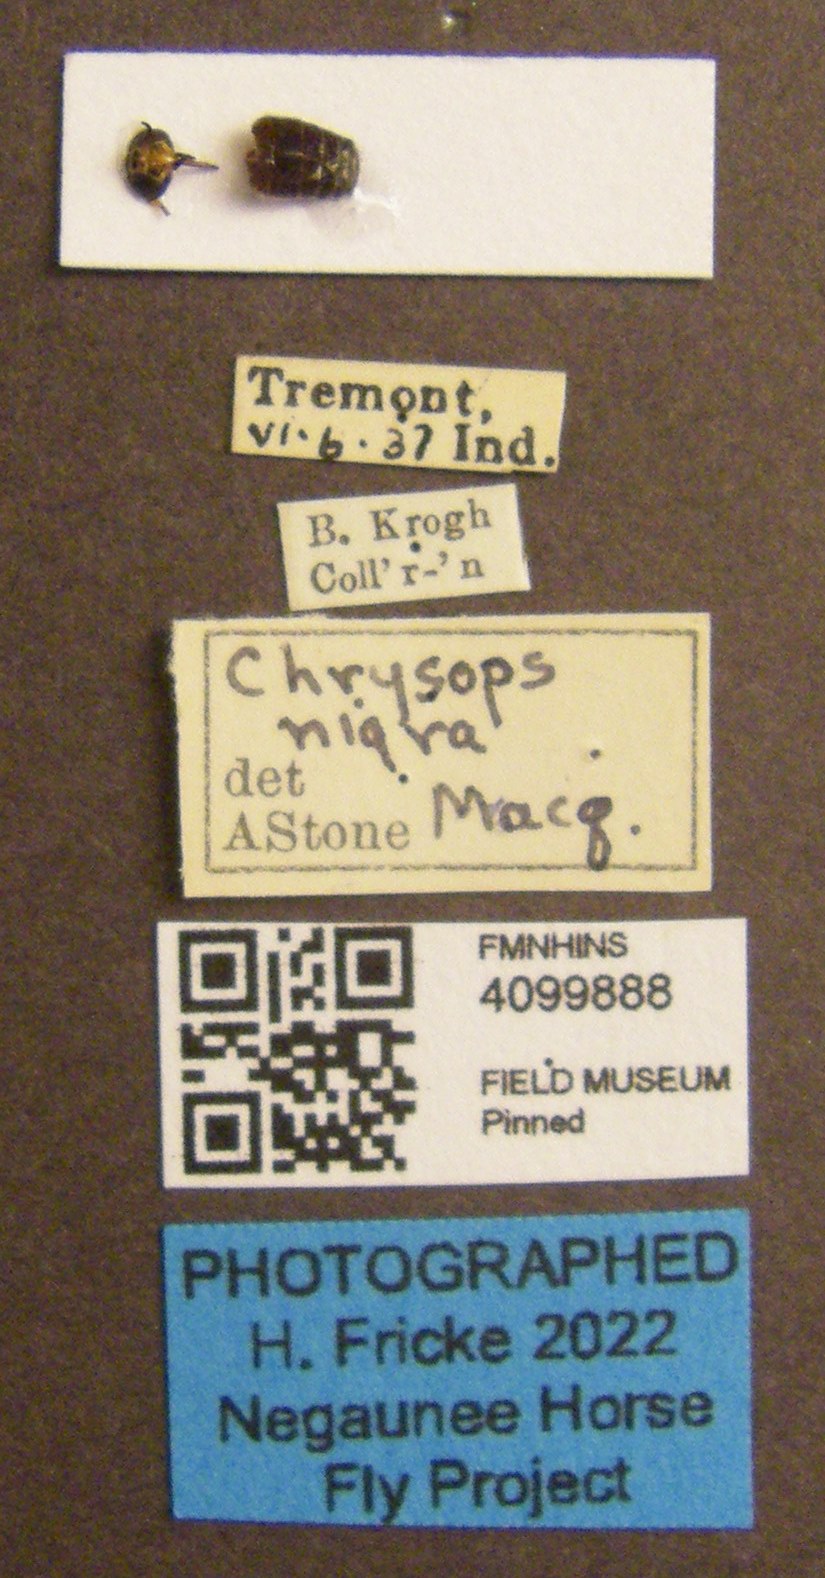 Tremont,
VI.6.37 Ind.
B. Krogh
Coll'r-'n
Chrysops
nigra
det
AStone Macq.
FMNHINS
4099888
FIELD MUSEUM
Pinned
PHOTOGRAPHED
H. Fricke 2022
Negaunee Horse
Fly Project